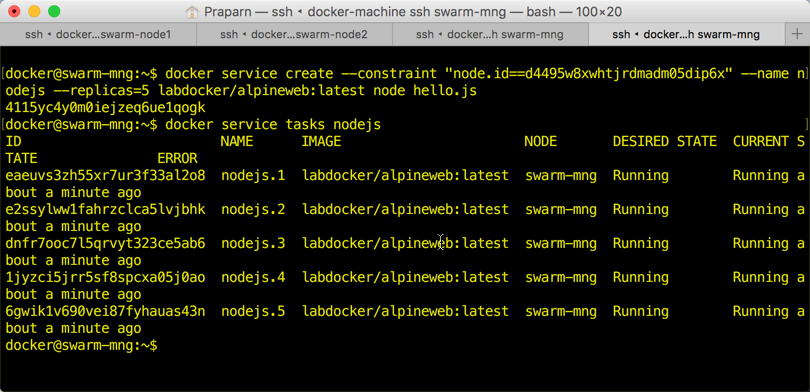 Praparn — ssh ◂ docker-machine ssh swarm-mng — bash — 100×20
ssh ◂ docker...swarm-node1
ssh ◂ docker...swarm-node2
ssh ◂ docker...h swarm-mng
ssh ◂ docker...h swarm-mng
[docker@swarm-mng:~$ docker service create --constraint "node.id==d4495w8xwhtjrdmadm05dip6x" --name n]
odejs --replicas=5 labdocker/alpineweb:latest node hello.js
4115yc4y0m0iejzeq6ue1qogk
[docker@swarm-mng:~$ docker service tasks nodejs ]
ID NAME IMAGE NODE DESIRED STATE CURRENT S
TATE ERROR
eaeuvs3zh55xr7ur3f33al2o8 nodejs.1 labdocker/alpineweb:latest swarm-mng Running Running a
bout a minute ago
e2ssylww1fahrzclca5lvjbhk nodejs.2 labdocker/alpineweb:latest swarm-mng Running Running a
bout a minute ago
dnfr7ooc7l5qrvyt323ce5ab6 nodejs.3 labdocker/alpineweb:latest swarm-mng Running Running a
bout a minute ago
1jyzci5jrr5sf8spcxa05j0ao nodejs.4 labdocker/alpineweb:latest swarm-mng Running Running a
bout a minute ago
6gwik1v690vei87fyhauas43n nodejs.5 labdocker/alpineweb:latest swarm-mng Running Running a
bout a minute ago
docker@swarm-mng:~$